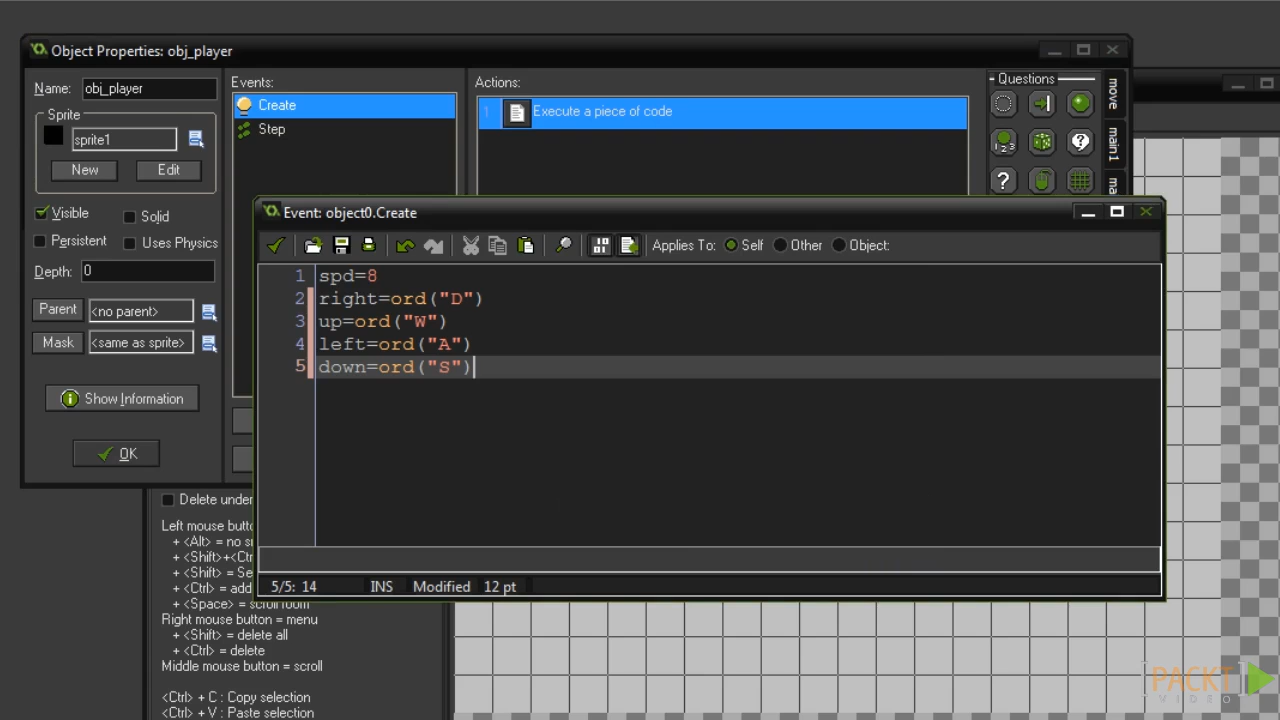 Object Properties: obj_player
Name: obj_player
Sprite
sprite1
New Edit
Visible Solid
Persistent Uses Physics
Depth: 0
Parent <no parent>
Mask <same as sprite>
Show Information
OK
Events:
Create
Step
Actions:
1 Execute a piece of code
Questions
move
main1
Event: object0.Create
Applies To: Self Other Object:
1 spd=8
2 right=ord("D")
3 up=ord("W")
4 left=ord("A")
5 down=ord("S")
5/5: 14 INS Modified 12 pt
Delete under
Left mouse
+ <Alt> = no
+ <Shift>+<Ctrl
+ <Shift> =
+ <Ctrl> = add
+ <Space> = scroll room
Right mouse button = menu
+ <Shift> = delete all
+ <Ctrl> = delete
Middle mouse button = scroll
<Ctrl> + C : Copy selection
<Ctrl> + V : Paste selection
PACKT
VIDEO